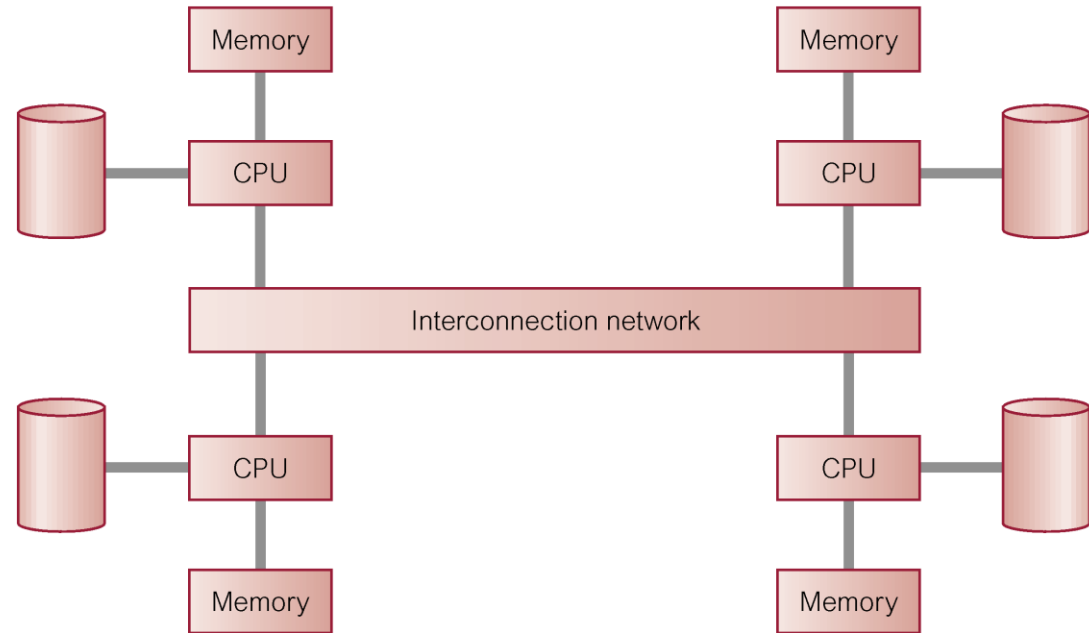 Memory
Memory
CPU
CPU
Interconnection network
CPU
CPU
Memory
Memory